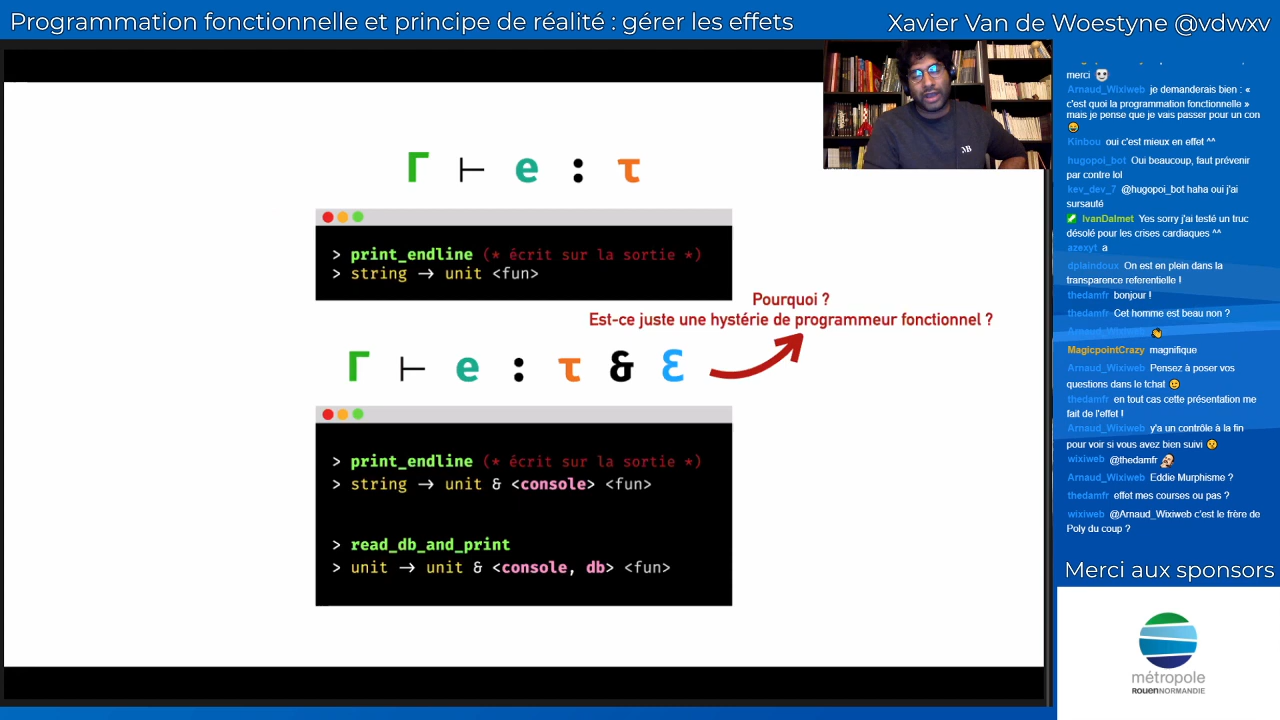 Programmation fonctionnelle et principe de réalité : gérer les effets
Xavier Van de Woestyne @vdwxv
Γ ⊢ e : τ
> print_endline (* écrit sur la sortie *)
> string → unit <fun>
Pourquoi ?
Est-ce juste une hystérie de programmeur fonctionnel ?
Γ ⊢ e : τ & Ɛ
> print_endline (* écrit sur la sortie *)
> string → unit & <console> <fun>
> read_db_and_print
> unit → unit & <console, db> <fun>
merci
Arnaud_Wixiweb je demanderais bien : «
c'est quoi la programmation fonctionnelle »
mais je pense que je vais passer pour un con
Kinbou oui c'est mieux en effet ^^
hugopoi_bot Oui beaucoup, faut prévenir
par contre lol
kev_dev_7 @hugopoi_bot haha oui j'ai
sursauté
IvanDalmet Yes sorry j'ai testé un truc
désolé pour les crises cardiaques ^^
azexyt a
dplaindoux On est en plein dans la
transparence referentielle !
thedamfr bonjour !
thedamfr Cet homme est beau non ?
Arnaud_Wixiweb
MagicpointCrazy magnifique
Arnaud_Wixiweb Pensez à poser vos
questions dans le tchat
thedamfr en tout cas cette présentation me
fait de l'effet !
Arnaud_Wixiweb y'a un contrôle à la fin
pour voir si vous avez bien suivi
wixiweb @thedamfr
Arnaud_Wixiweb Eddie Murphisme ?
thedamfr effet mes courses ou pas ?
wixiweb @Arnaud_Wixiweb c'est le frère de
Poly du coup ?
Merci aux sponsors
métropole
ROUENNORMANDIE